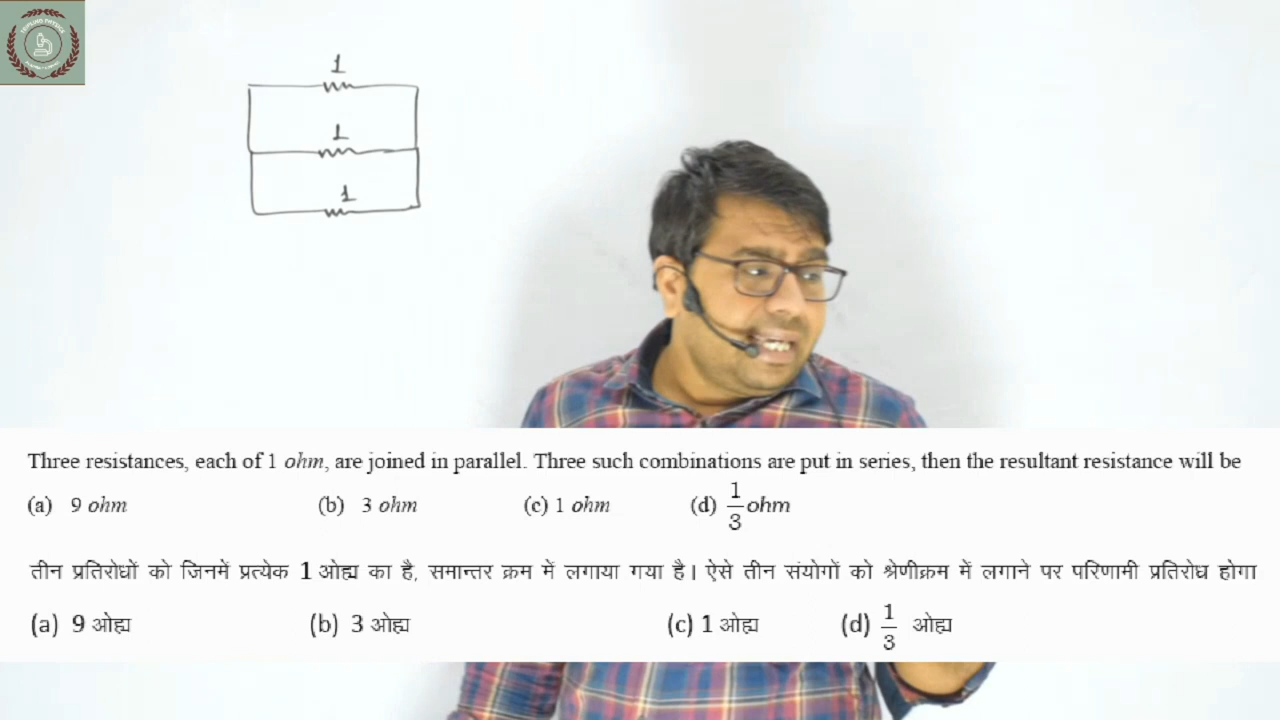 1
1
1
Three resistances, each of 1 ohm, are joined in parallel. Three such combinations are put in series, then the resultant resistance will be
(a) 9 ohm (b) 3 ohm (c) 1 ohm (d) 1/3 ohm
तीन प्रतिरोधों को जिनमें प्रत्येक 1 ओह्म का है, समान्तर क्रम में लगाया गया है। ऐसे तीन संयोगों को श्रेणीक्रम में लगाने पर परिणामी प्रतिरोध होगा
(a) 9 ओह्म (b) 3 ओह्म (c) 1 ओह्म (d) 1/3 ओह्म